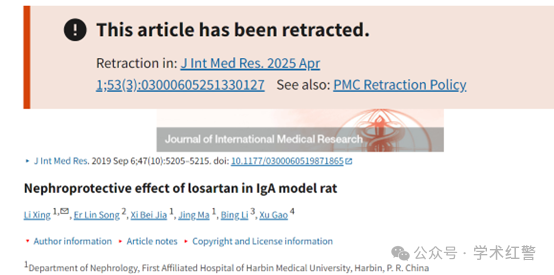 This article has been retracted.
Retraction in: J Int Med Res. 2025 Apr
1;53(3):03000605251330127 See also: PMC Retraction Policy
Journal of International Medical Research
J Int Med Res. 2019 Sep 6;47(10):5205–5215. doi: 10.1177/0300060519871865
Nephroprotective effect of losartan in IgA model rat
Li Xing 1,✉, Er Lin Song 2, Xi Bei Jia 1, Jing Ma 1, Bing Li 3, Xu Gao 4
Author information Article notes Copyright and License information
公众号 · 学术红警
1Department of Nephrology, First Affiliated Hospital of Harbin Medical University, Harbin, P. R. China